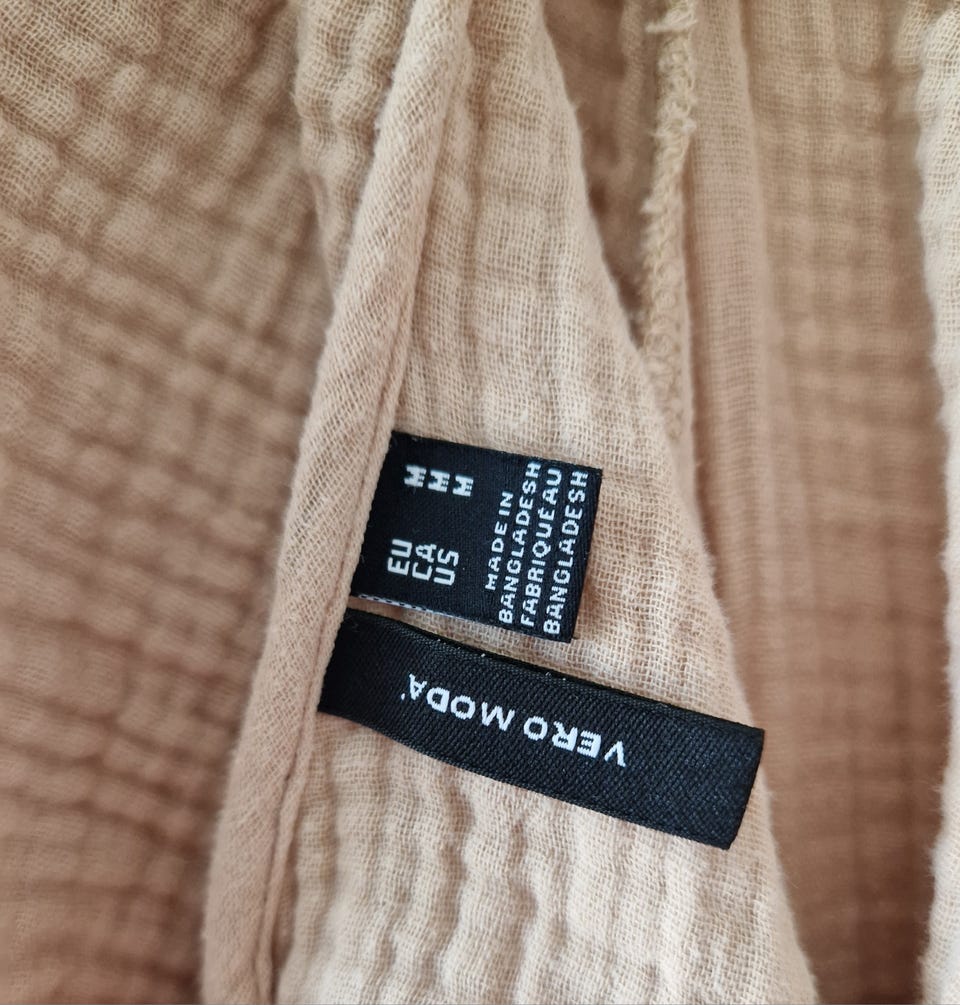 EU M
CA M
US M
MADE IN
BANGLADESH
FABRIQUÉ AU
BANGLADESH
VERO MODA